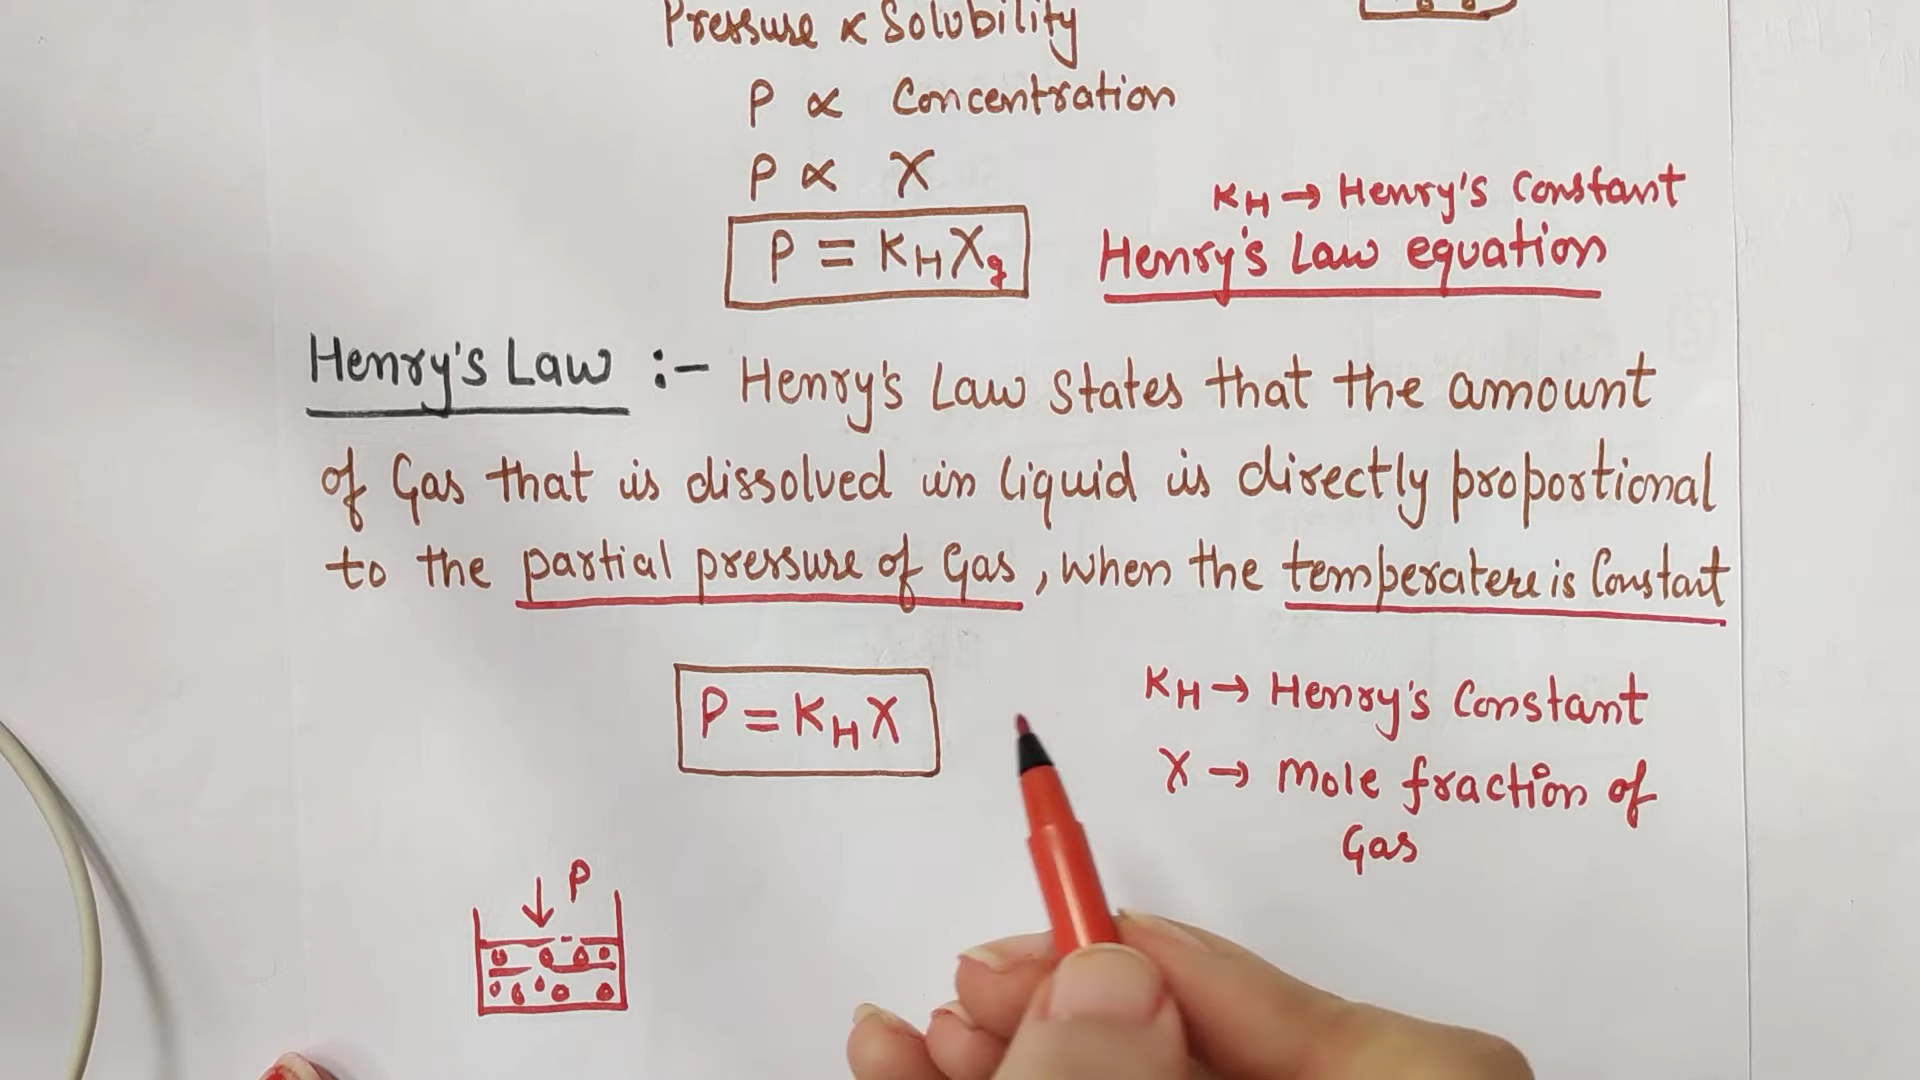 Pressure ∝ Solubility
P ∝ Concentration
P ∝ X
P = KHXg
KH → Henry's Constant
Henry's Law equation
Henry's Law :- Henry's Law states that the amount
of Gas that is dissolved in liquid is directly proportional
to the partial pressure of Gas, when the temperatere is Constant
P = KHX
KH → Henry's Constant
X → Mole fraction of
Gas
P